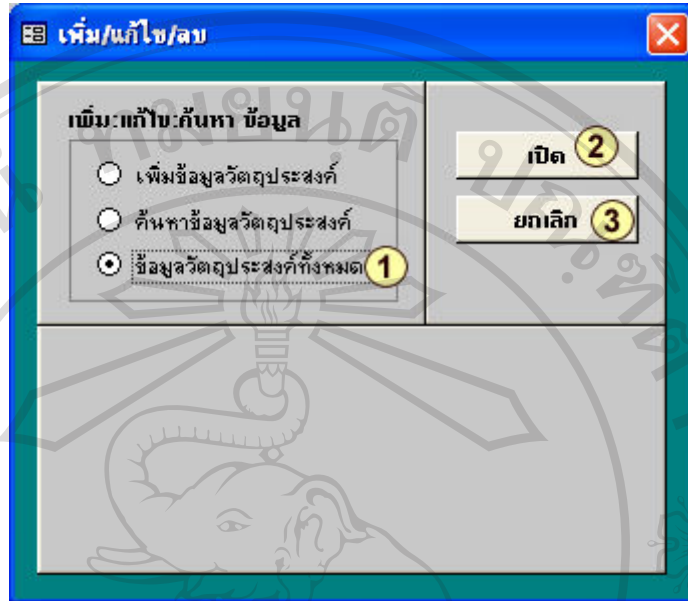 เพิ่ม/แก้ไข/ลบ
เพิ่ม:แก้ไข:ค้นหา ข้อมูล
เพิ่มข้อมูลวัตถุประสงค์
ค้นหาข้อมูลวัตถุประสงค์
ข้อมูลวัตถุประสงค์ทั้งหมด 1
เปิด 2
ยกเลิก 3